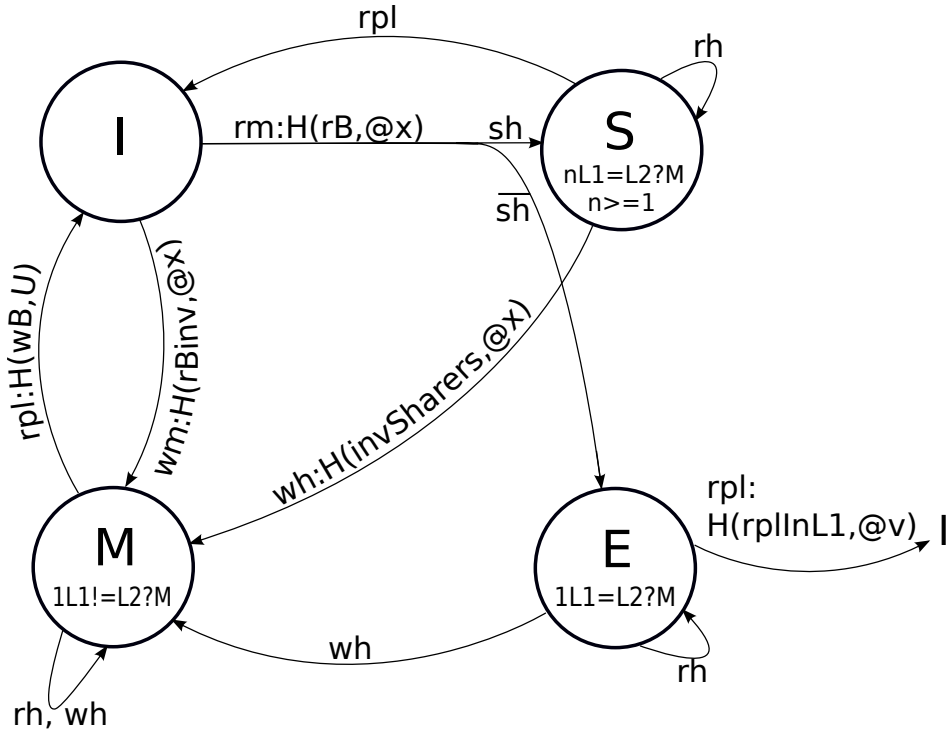 rpl
rh
I
rm:H(rB,@x)
sh
S
nL1=L2?M
n>=1
sh
rpl:H(wB,U)
wm:H(rBinv,@x)
wh:H(invSharers,@x)
rpl:
H(rplInL1,@v)
I
M
1L1!=L2?M
E
1L1=L2?M
wh
rh
rh, wh